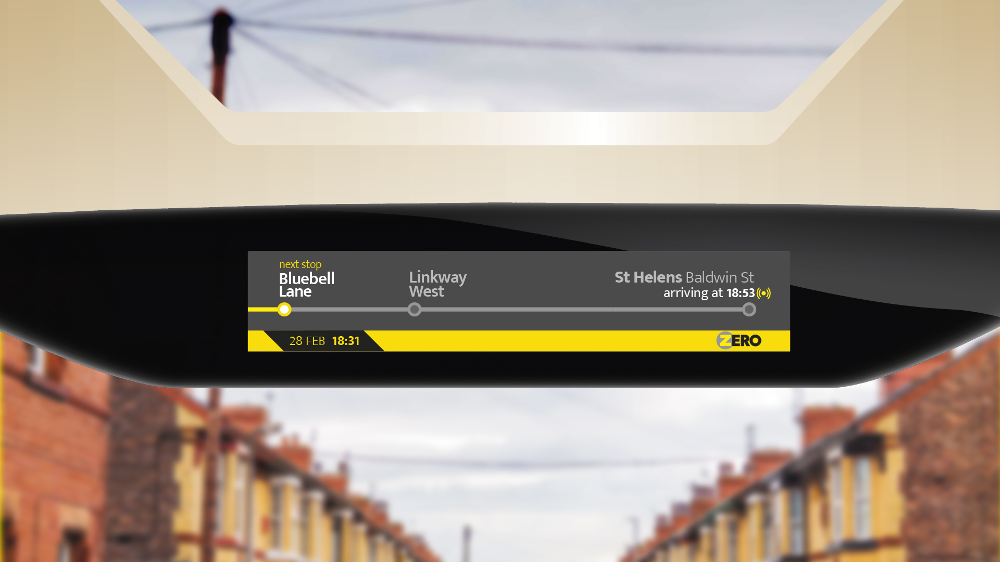 next stop
Bluebell
Lane
Linkway
West
St Helens Baldwin St
arriving at 18:53
28 FEB 18:31
ZERO